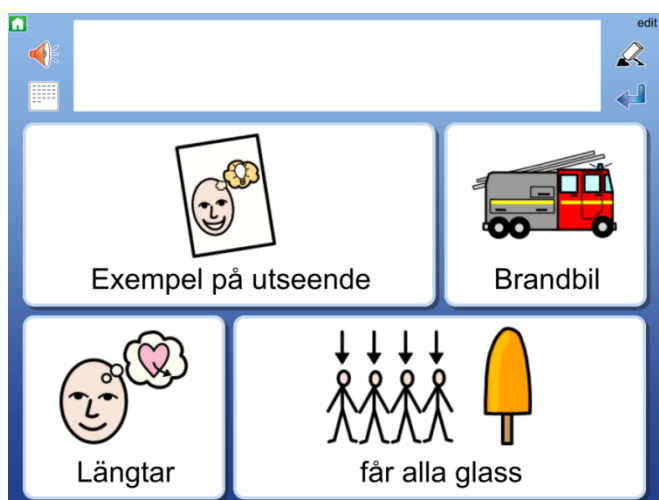 edit
Exempel på utseende
Brandbil
Längtar
får alla glass